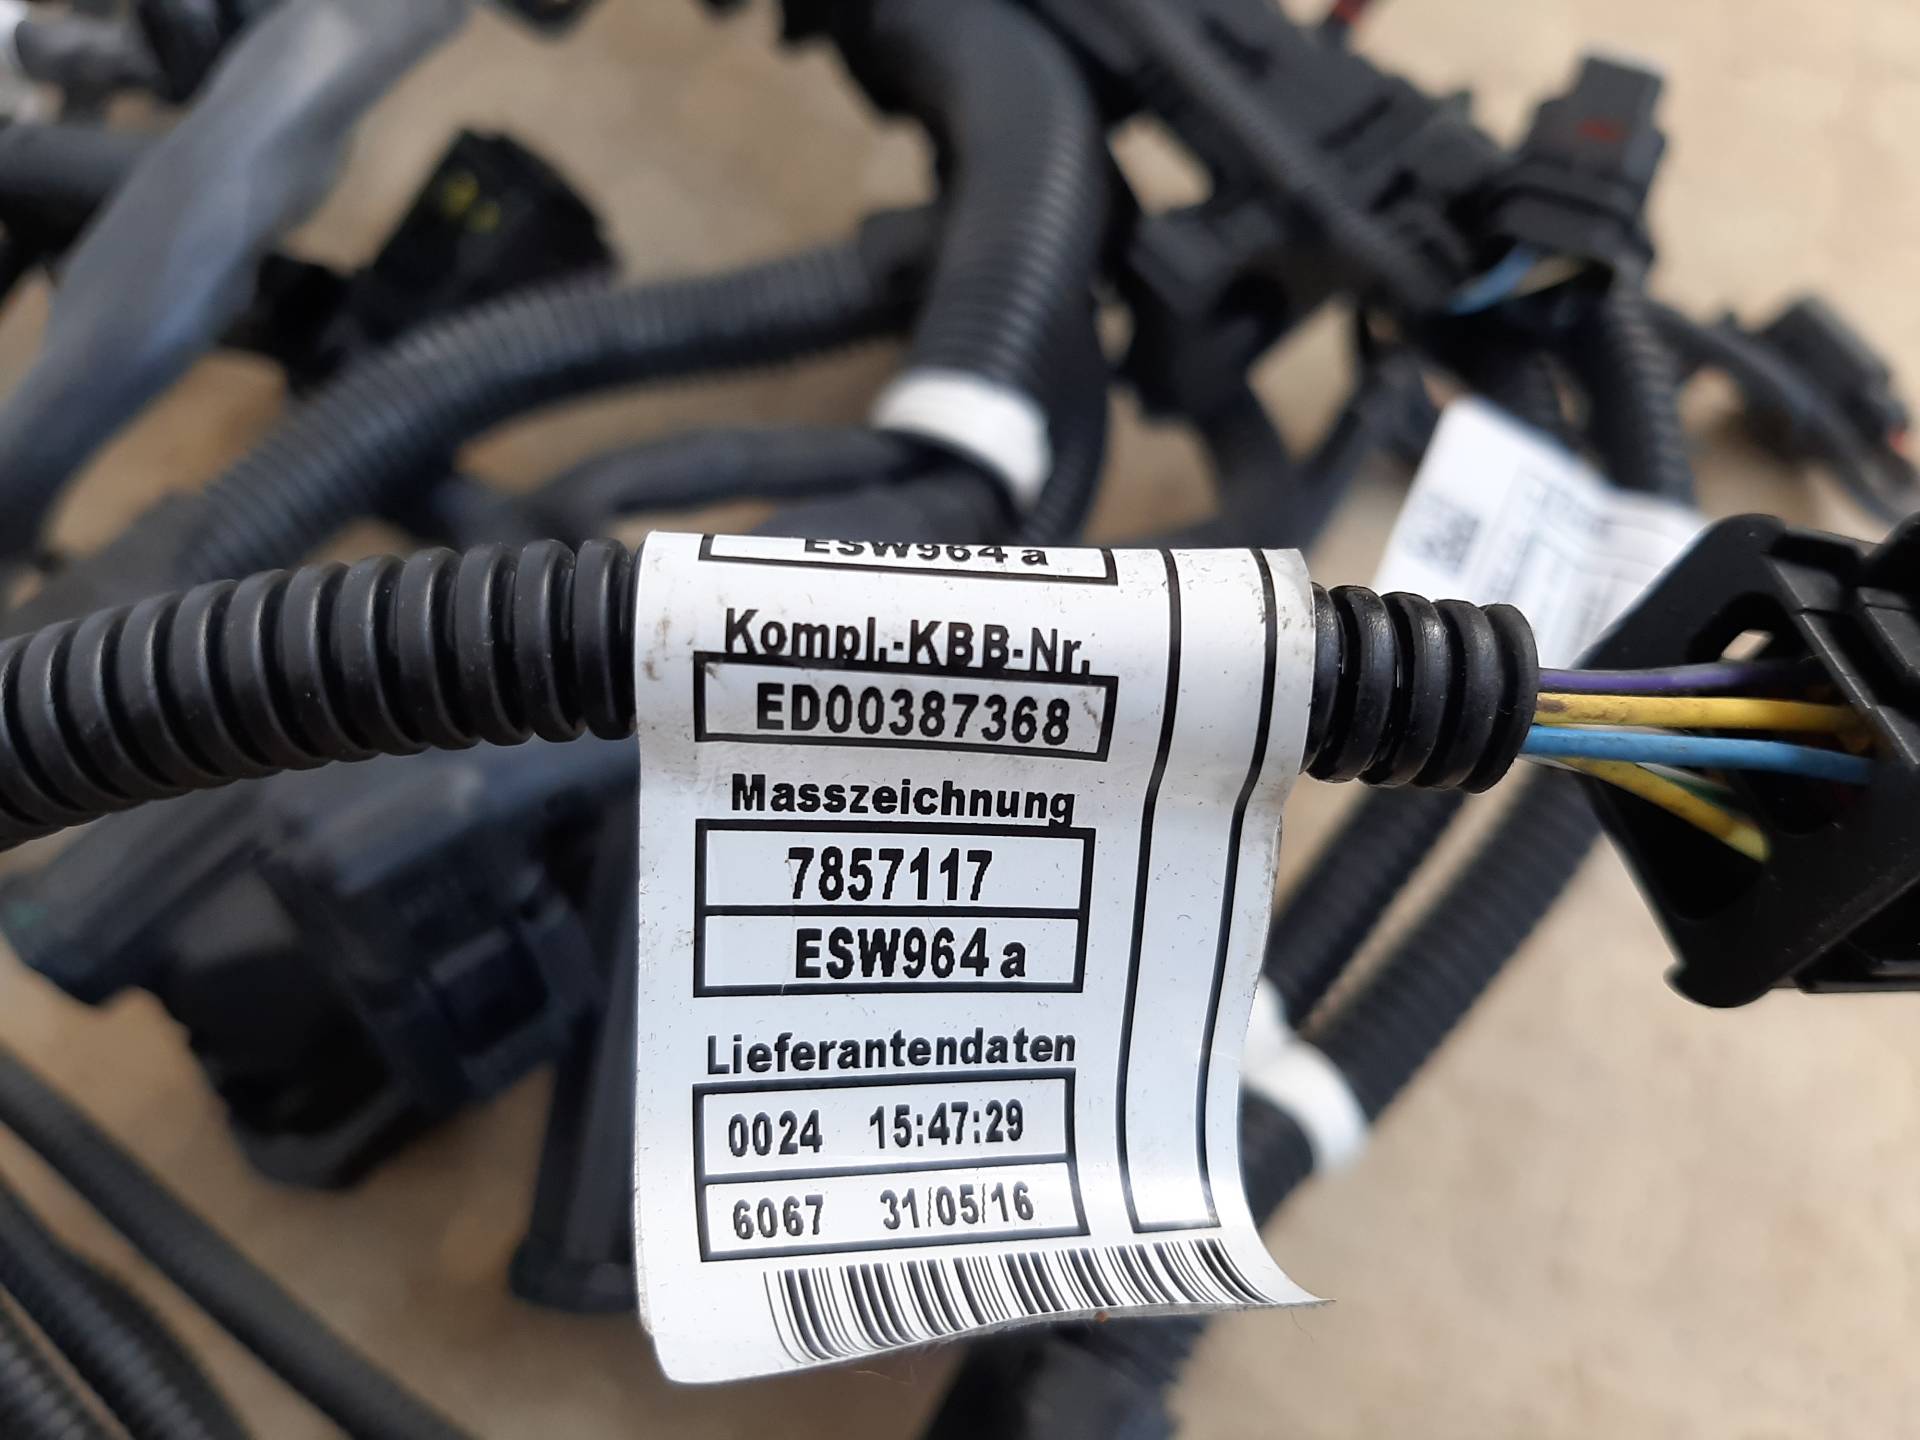 ESW964 a
Kompl.-KBB-Nr.
ED00387368
Masszeichnung
7857117
ESW964 a
Lieferantendaten
0024 15:47:29
6067 31/05/16